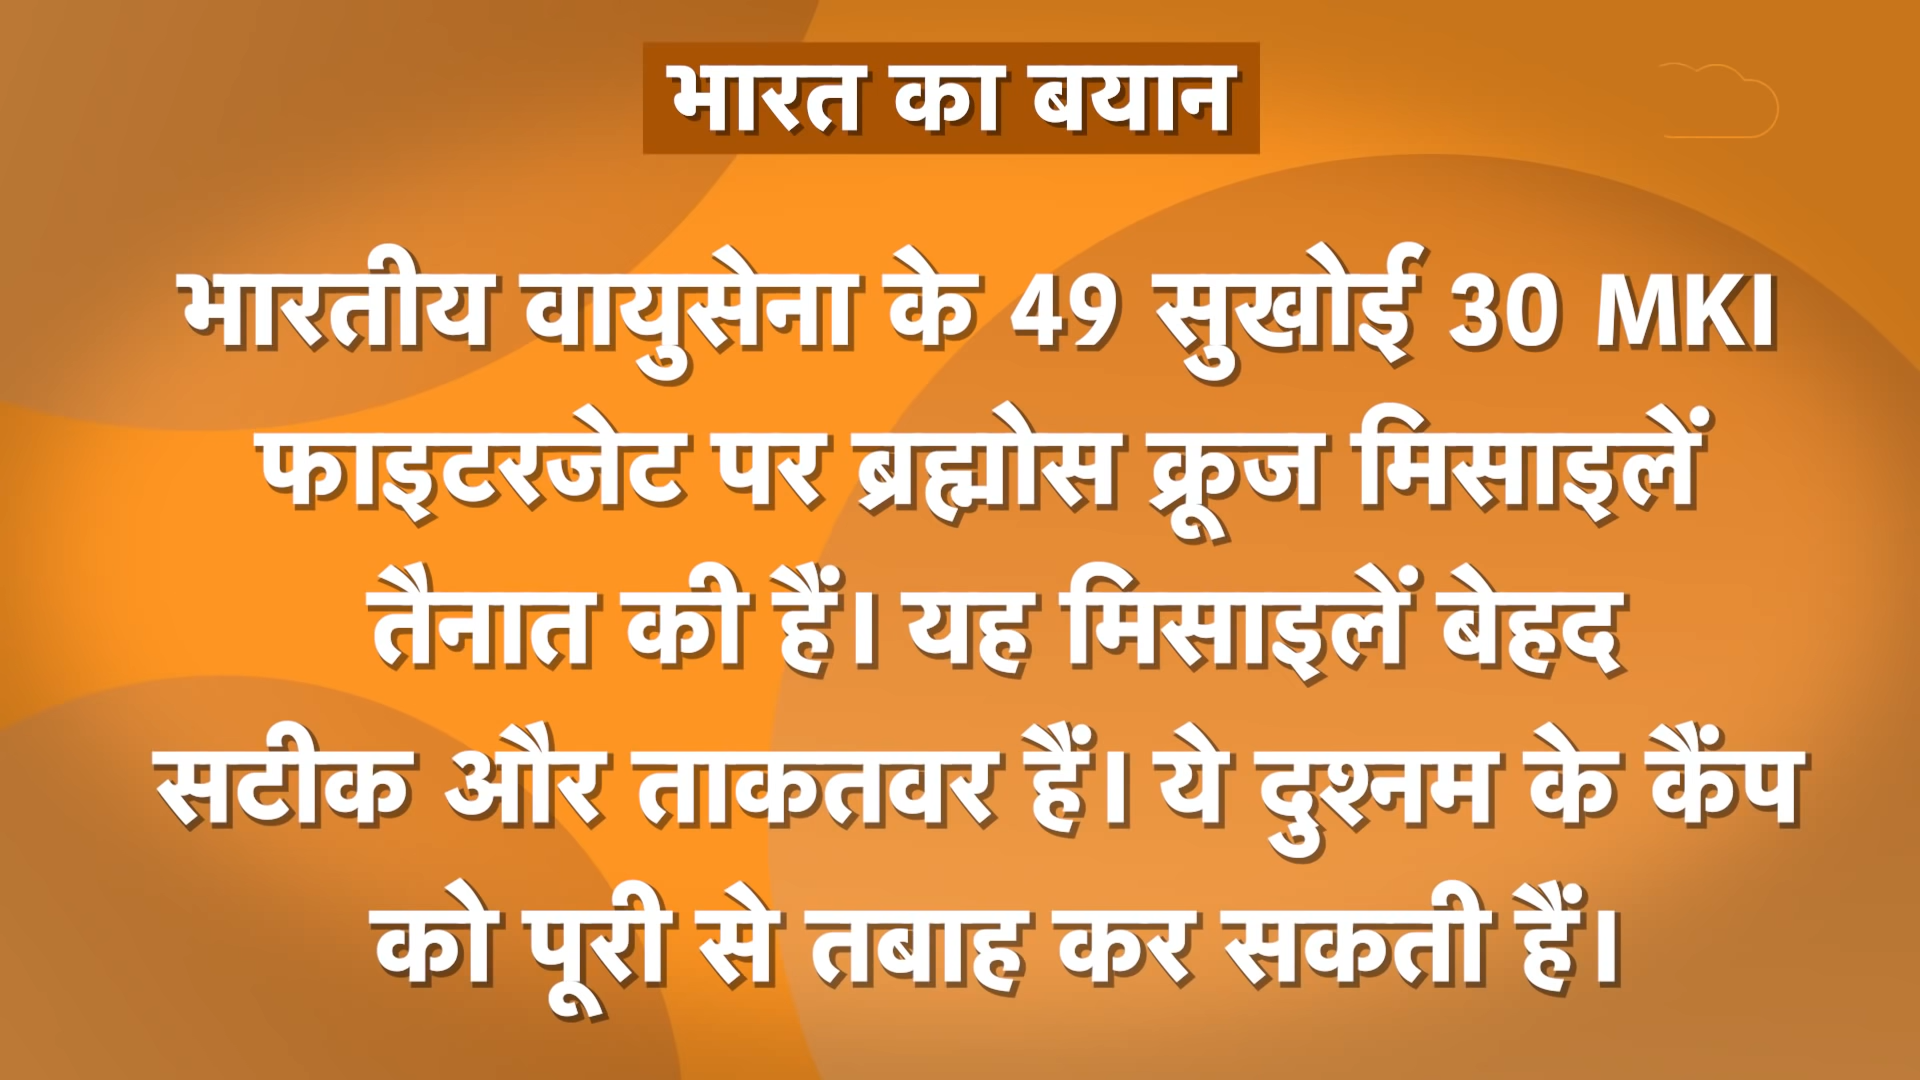 भारत का बयान
भारतीय वायुसेना के 49 सुखोई 30 MKI
फाइटरजेट पर ब्रह्मोस क्रूज मिसाइलें
तैनात की हैं। यह मिसाइलें बेहद
सटीक और ताकतवर हैं। ये दुश्नम के कैंप
को पूरी से तबाह कर सकती हैं।